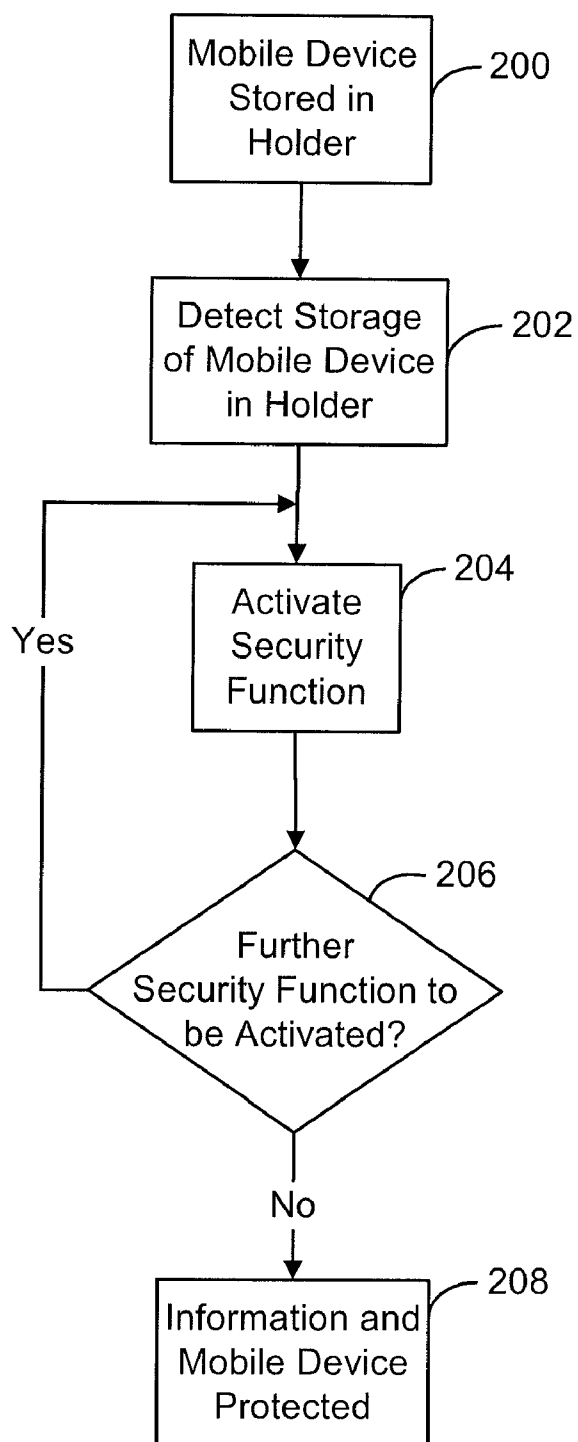 Mobile Device
Stored in
Holder
200
Detect Storage
of Mobile Device
in Holder
202
Activate
Security
Function
204
Yes
Further
Security Function to
be Activated?
206
No
Information and
Mobile Device
Protected
208